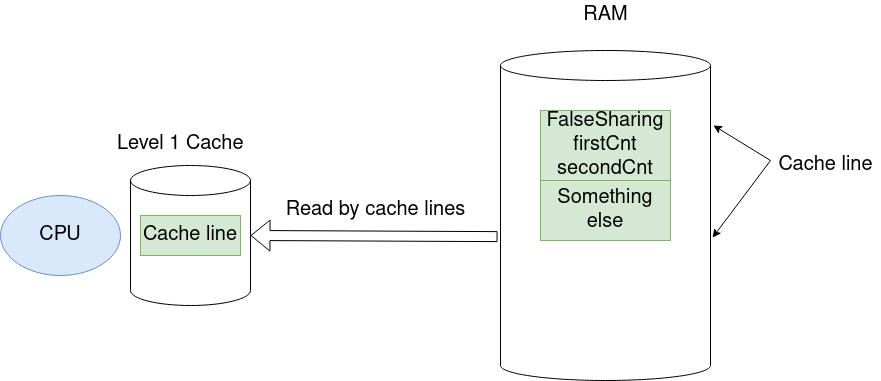 RAM
Level 1 Cache
CPU
Cache line
Read by cache lines
FalseSharing
firstCnt
secondCnt
Something
else
Cache line